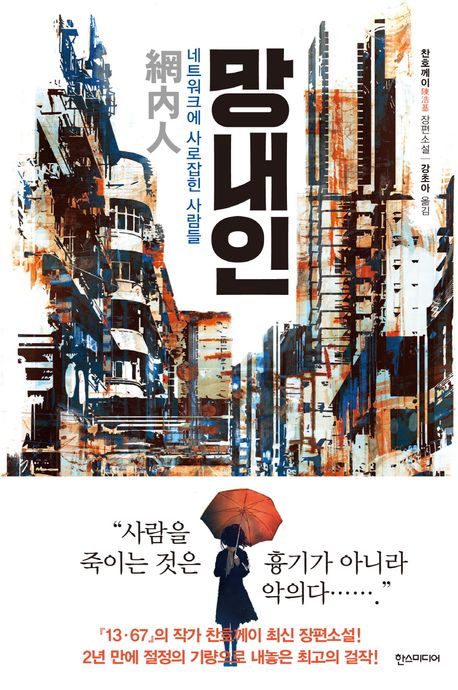 망내인
네트워크에 사로잡힌 사람들
網內人
찬호께이 陳浩基 장편소설 | 강초아 옮김
“사람을
죽이는 것은 흉기가 아니라
악의다…….”
『13·67』의 작가 찬호께이 최신 장편소설!
2년 만에 절정의 기량으로 내놓은 최고의 걸작!
한스미디어